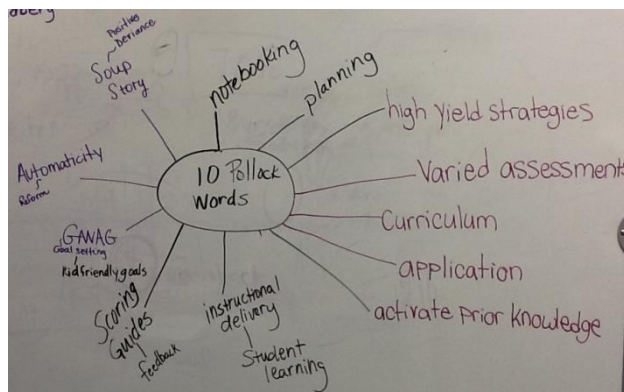 Positive
Deviance
Soup
Story
notebooking
planning
high yield strategies
Varied assessment
Curriculum
application
activate prior knowledge
instructional
delivery
Student
learning
Scoring
Guides
feedback
GANAG
Goal setting
kid friendly goals
Automaticity
Reform
10 Pollock
Words